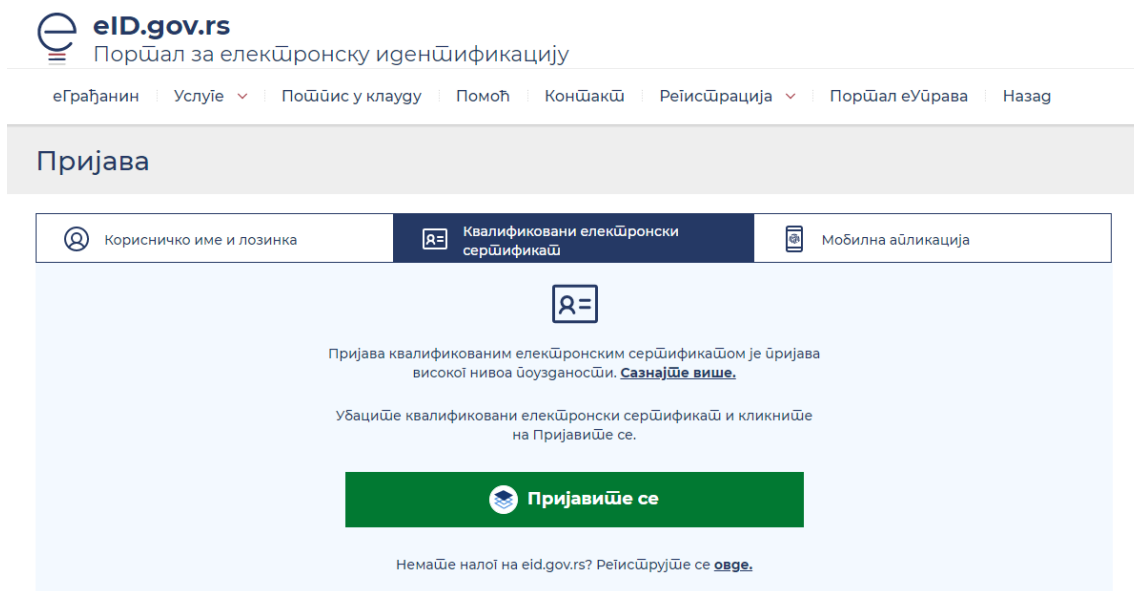 eID.gov.rs
Портал за електронску идентификацију
еГрађанин
Услуге
Потпис у клауду
Помоћ
Контакт
Регистрација
Портал еУправа
Назад
Пријава
Корисничко име и лозинка
Квалификовани електронски
сертификат
Мобилна апликација
Пријава квалификованим електронским сертификатом је пријава
високог нивоа поузданости. Сазнајте више.
Убаците квалификовани електронски сертификат и кликните
на Пријавите се.
Пријавите се
Немате налог на eid.gov.rs? Региструјте се овде.